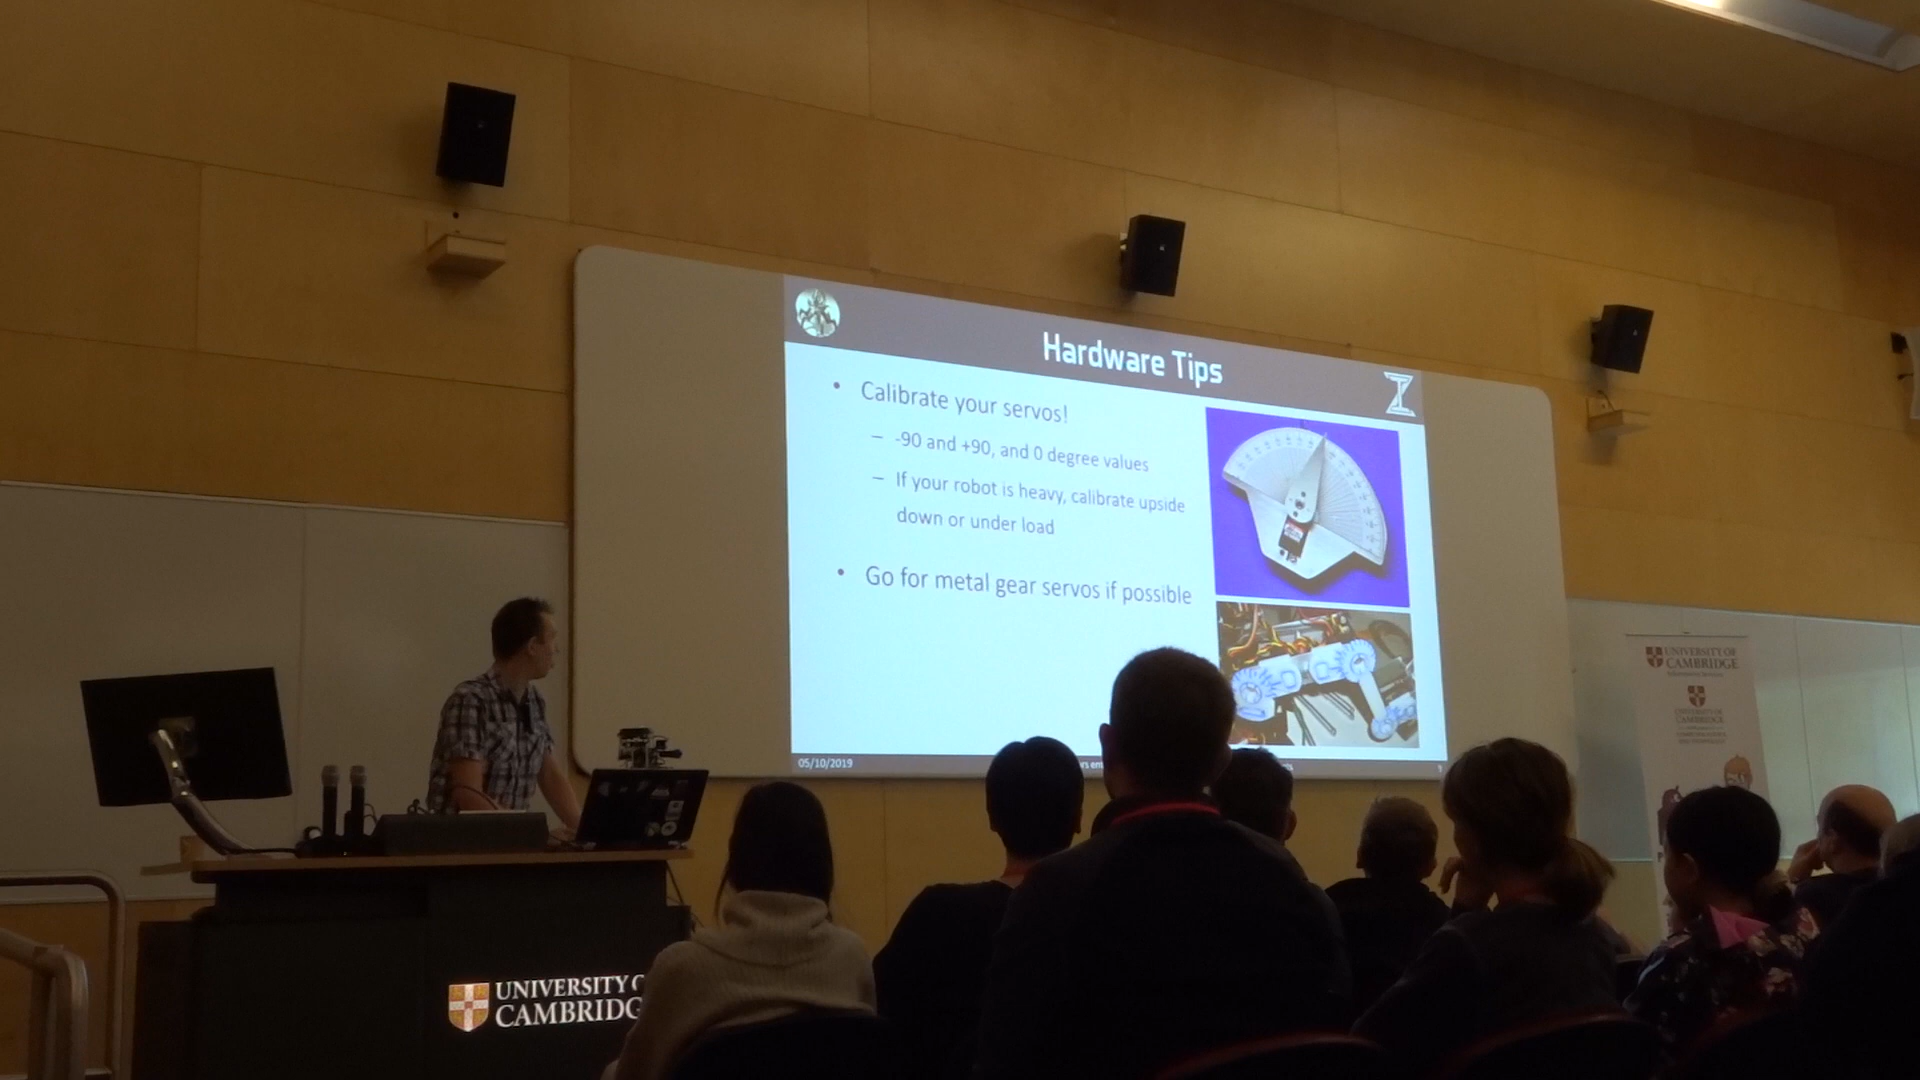 Hardware Tips
• Calibrate your servos!
– -90 and +90, and 0 degree values
– If your robot is heavy, calibrate upside
down or under load
• Go for metal gear servos if possible
05/10/2019
UNIVERSITY OF
CAMBRIDGE
UNIVERSITY OF
CAMBRIDGE
UNIVERSITY
CAMBRIDG